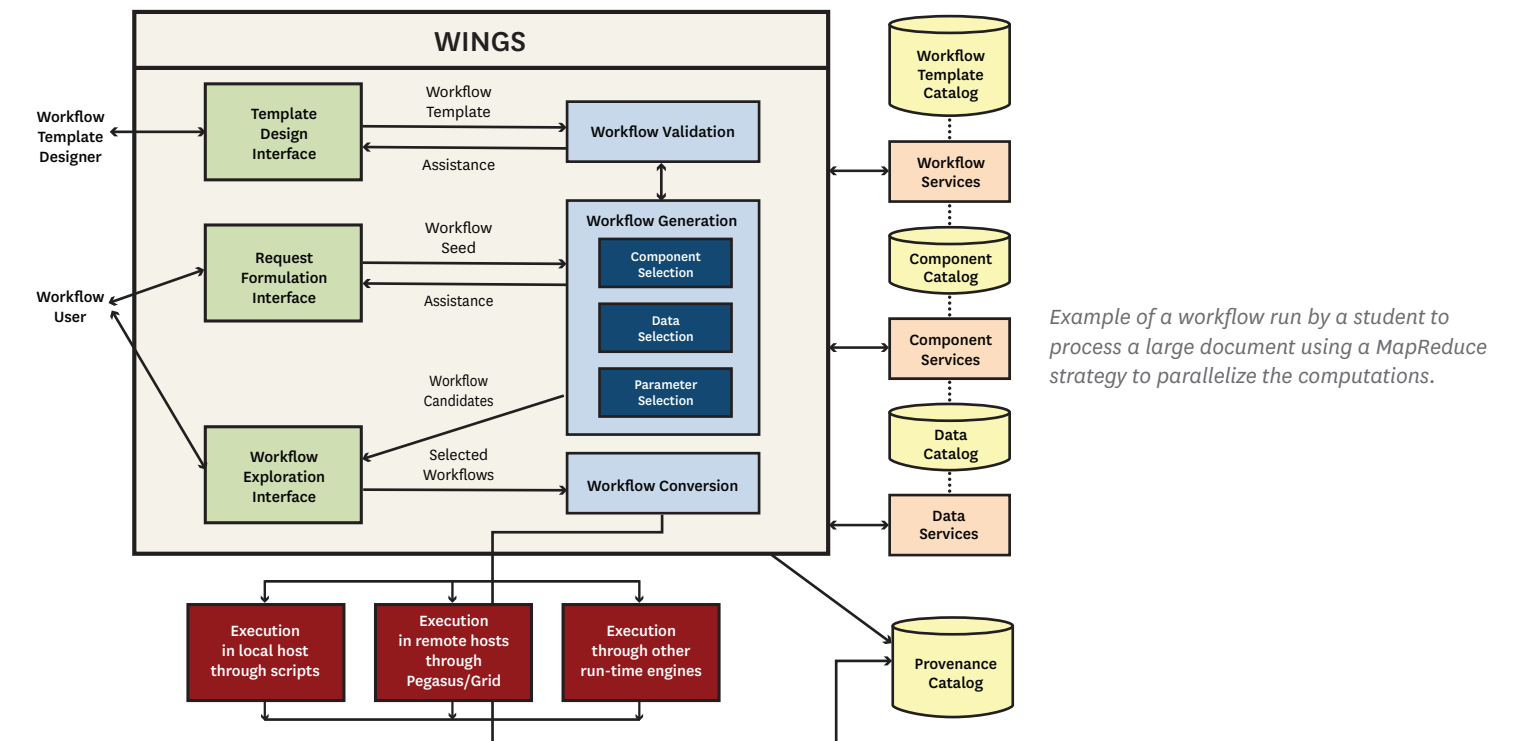 WINGS
Workflow
Template
Designer
Template
Design
Interface
Workflow
Template
Assistance
Workflow Validation
Workflow
User
Request
Formulation
Interface
Workflow
Seed
Assistance
Workflow Generation
Component
Selection
Data
Selection
Parameter
Selection
Workflow
Candidates
Workflow
Exploration
Interface
Selected
Workflows
Workflow Conversion
Workflow
Template
Catalog
Workflow
Services
Component
Catalog
Component
Services
Data
Catalog
Data
Services
Example of a workflow run by a student to
process a large document using a MapReduce
strategy to parallelize the computations.
Execution
in local host
through scripts
Execution
in remote hosts
through
Pegasus/Grid
Execution
through other
run-time engines
Provenance
Catalog